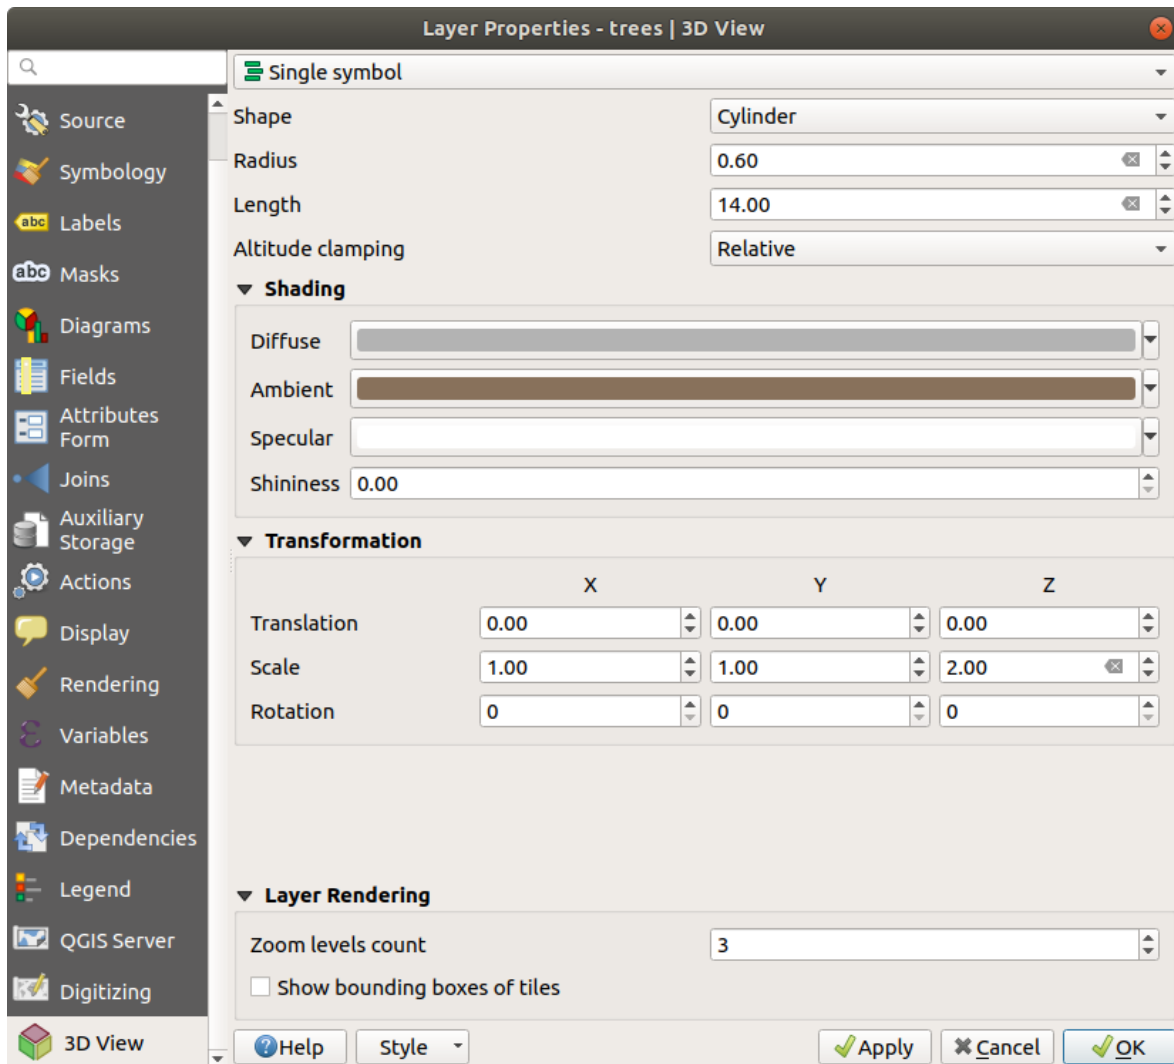 Layer Properties - trees | 3D View
Source
Symbology
abc Labels
abc Masks
Diagrams
Fields
Attributes
Form
Joins
Auxiliary
Storage
Actions
Display
Rendering
Variables
Metadata
Dependencies
Legend
QGIS Server
Digitizing
3D View
Single symbol
Shape Cylinder
Radius 0.60
Length 14.00
Altitude clamping Relative
Shading
Diffuse
Ambient
Specular
Shininess 0.00
Transformation
X Y Z
Translation 0.00 0.00 0.00
Scale 1.00 1.00 2.00
Rotation 0 0 0
Layer Rendering
Zoom levels count 3
Show bounding boxes of tiles
Help Style Apply Cancel OK